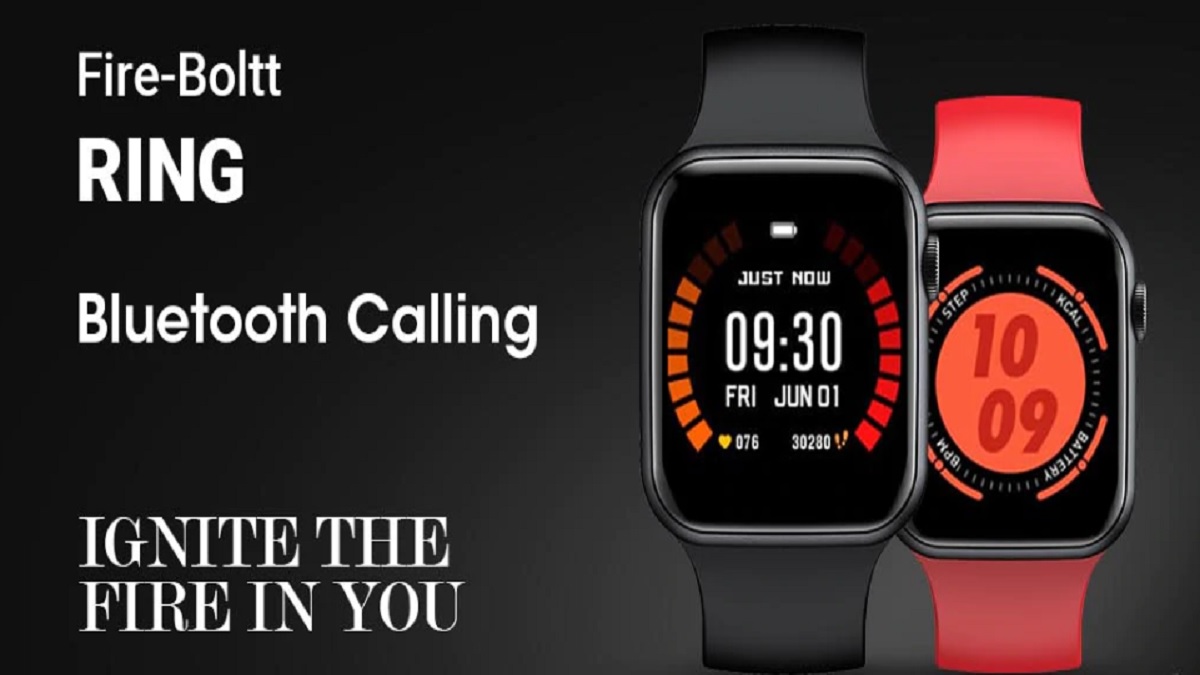 Fire-Boltt
RING
Bluetooth Calling
IGNITE THE
FIRE IN YOU
JUST NOW
09:30
FRI JUN 01
076 30280
STEP KCAL
10
09
BPM BATTERY